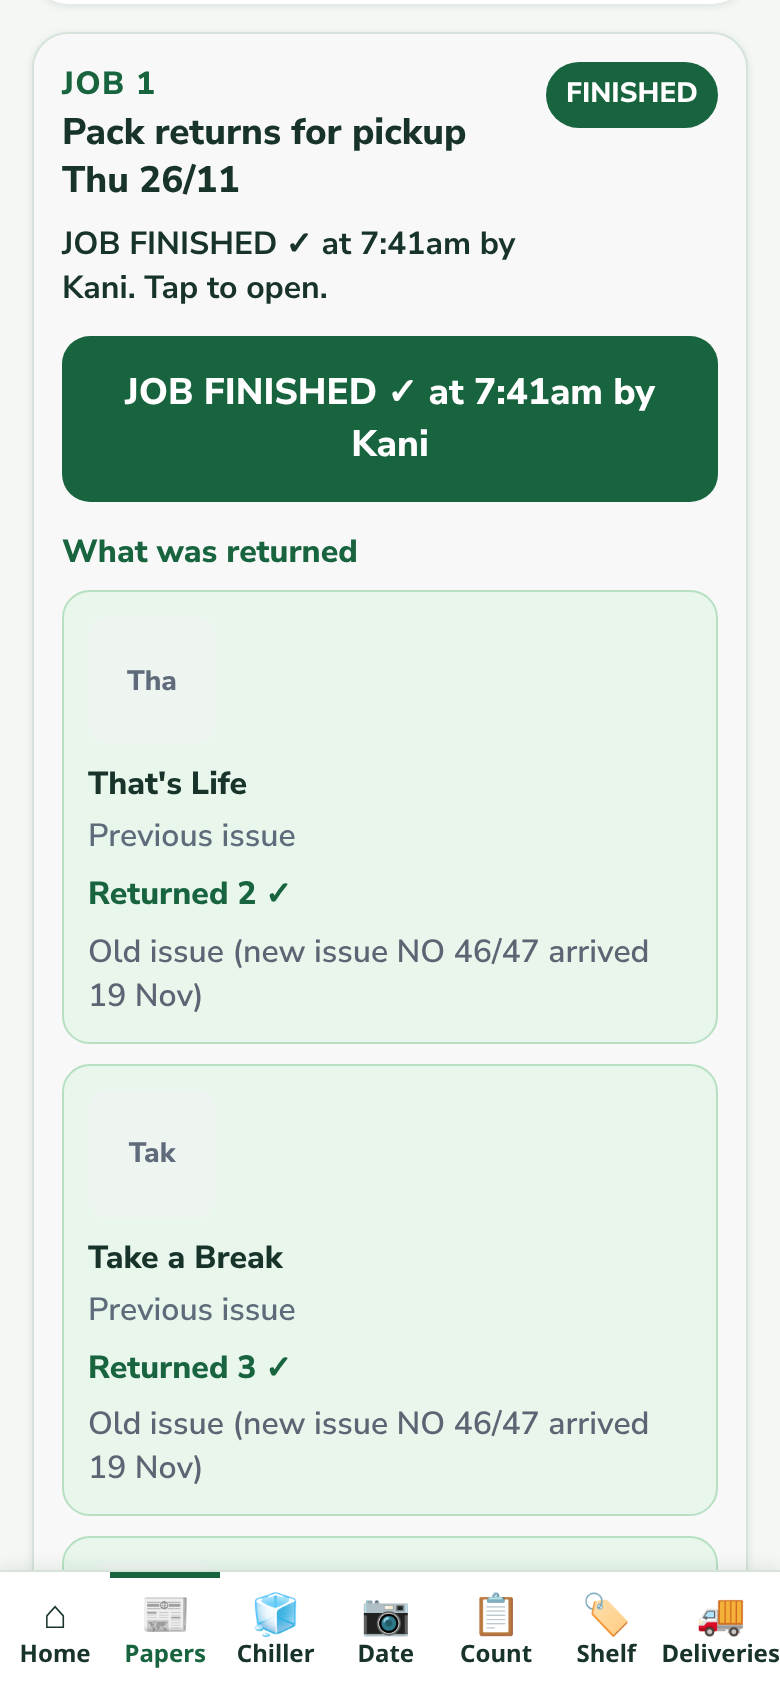 JOB 1
FINISHED
Pack returns for pickup
Thu 26/11
JOB FINISHED ✓ at 7:41am by
Kani. Tap to open.
JOB FINISHED ✓ at 7:41am by
Kani
What was returned
Tha
That's Life
Previous issue
Returned 2 ✓
Old issue (new issue NO 46/47 arrived
19 Nov)
Tak
Take a Break
Previous issue
Returned 3 ✓
Old issue (new issue NO 46/47 arrived
19 Nov)
Home
Papers
Chiller
Date
Count
Shelf
Deliveries